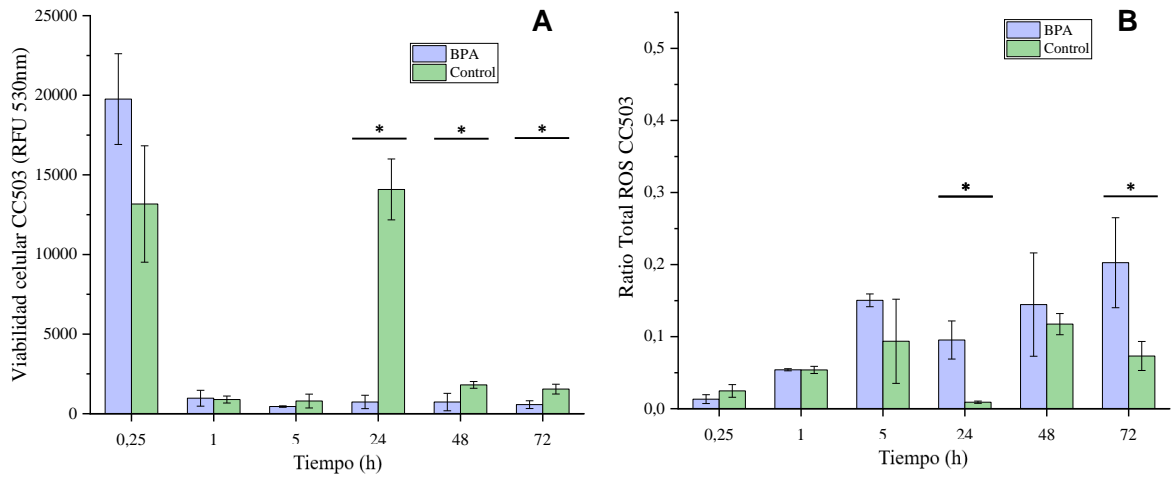 A
BPA
Control
Viabilidad celular CC503 (RFU 530nm)
25000
20000
15000
10000
5000
0
* * *
0,25 1 5 24 48 72
Tiempo (h)
B
BPA
Control
Ratio Total ROS CC503
0,5
0,4
0,3
0,2
0,1
0,0
* *
0,25 1 5 24 48 72
Tiempo (h)